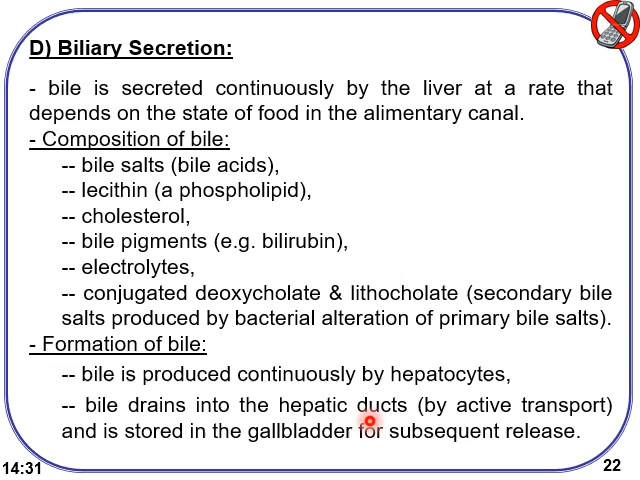 D) Biliary Secretion:
- bile is secreted continuously by the liver at a rate that
depends on the state of food in the alimentary canal.
- Composition of bile:
-- bile salts (bile acids),
-- lecithin (a phospholipid),
-- cholesterol,
-- bile pigments (e.g. bilirubin),
-- electrolytes,
-- conjugated deoxycholate & lithocholate (secondary bile
salts produced by bacterial alteration of primary bile salts).
- Formation of bile:
-- bile is produced continuously by hepatocytes,
-- bile drains into the hepatic ducts (by active transport)
and is stored in the gallbladder for subsequent release.
14:31
22